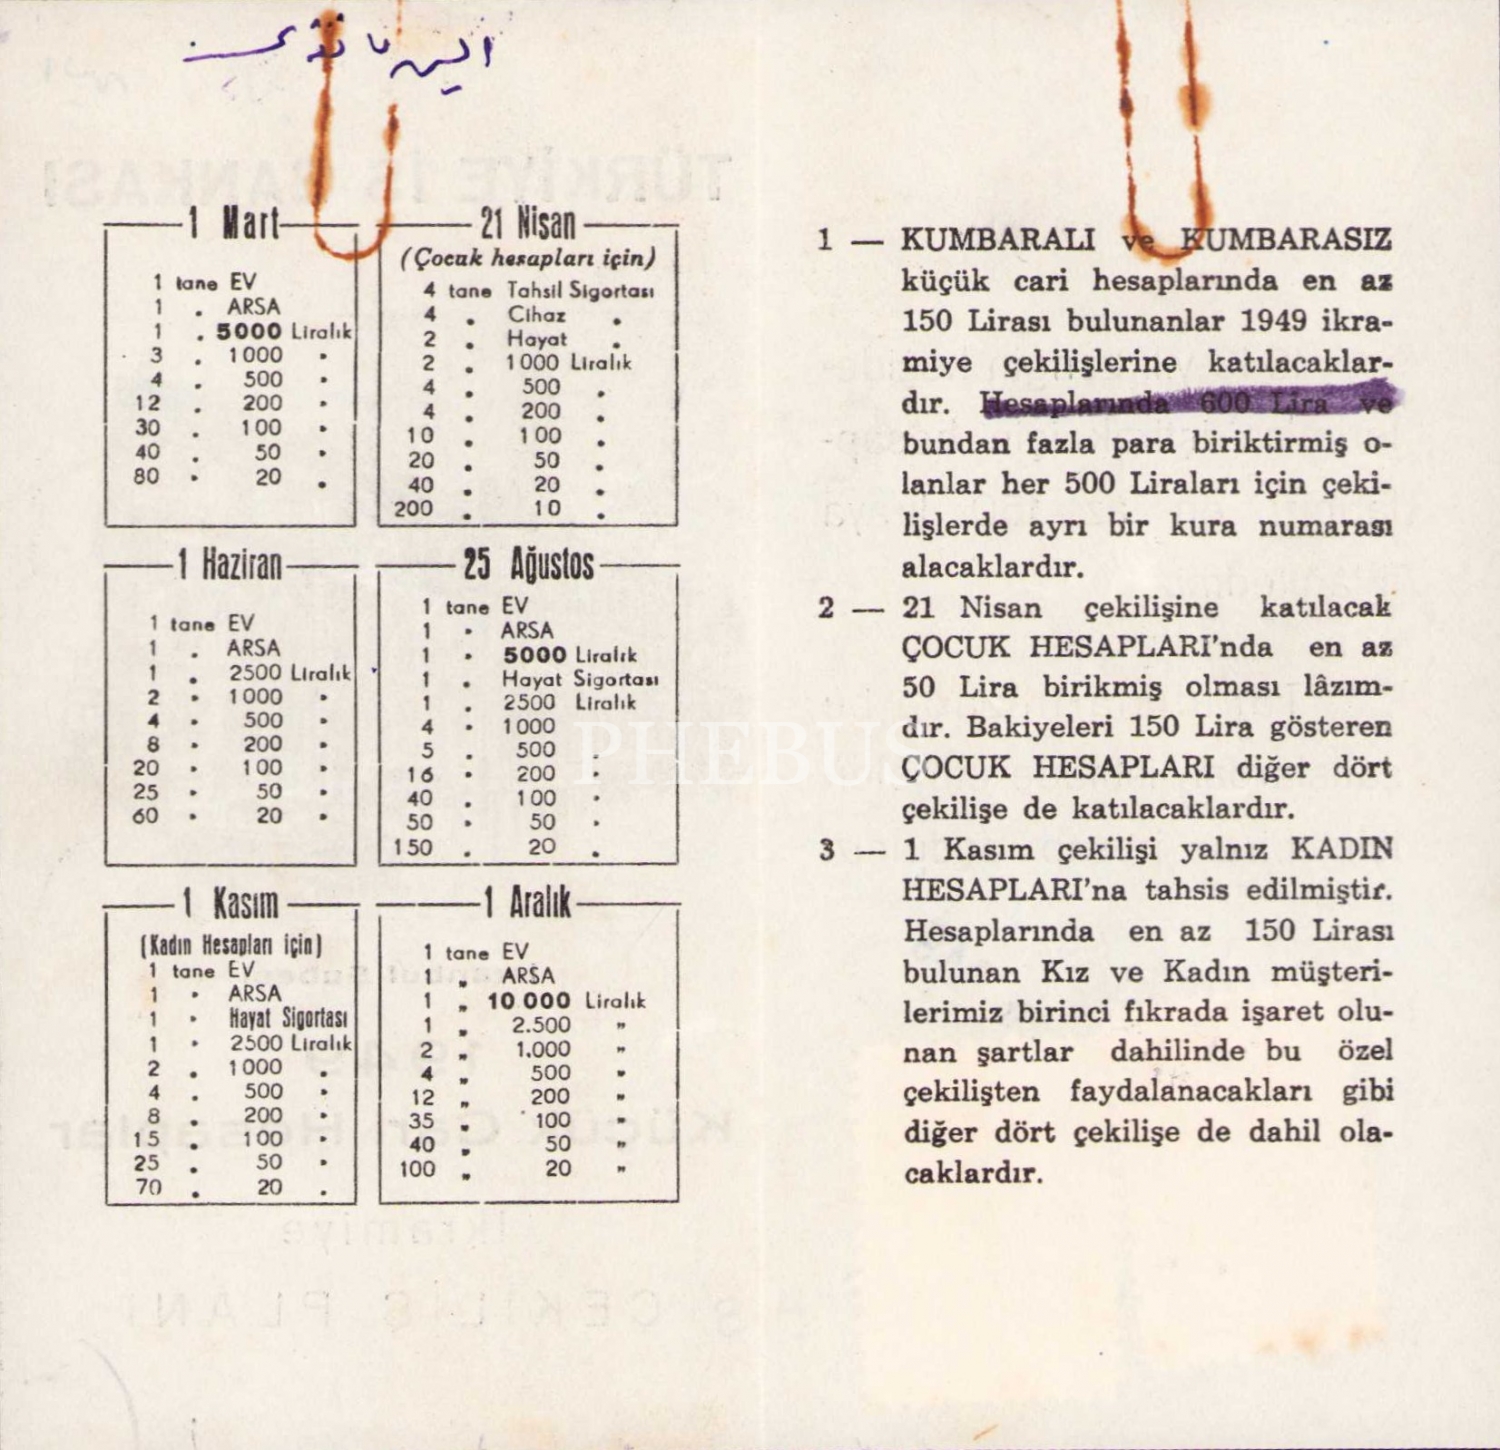 1 Mart
1 tane EV
1 . ARSA
1 . 5000 Liralık
3 . 1000 .
4 . 500 .
12 . 200 .
30 . 100 .
40 . 50 .
80 . 20 .
21 Nisan
(Çocuk hesapları için)
4 tane Tahsil Sigortası
4 . Cihaz .
2 . Hayat .
2 . 1000 Liralık
4 . 500 .
4 . 200 .
10 . 100 .
20 . 50 .
40 . 20 .
200 . 10 .
1 Haziran
1 tane EV
1 . ARSA
1 . 2500 Liralık
2 . 1000 .
4 . 500 .
8 . 200 .
20 . 100 .
25 . 50 .
60 . 20 .
25 Ağustos
1 tane EV
1 . ARSA
1 . 5000 Liralık
1 . Hayat Sigortası
1 . 2500 Liralık
4 . 1000
5 . 500 .
16 . 200 .
40 . 100 .
50 . 50 .
150 . 20 .
1 Kasım
(Kadın Hesapları için)
1 tane EV
1 . ARSA
1 . Hayat Sigortası
1 . 2500 Liralık
2 . 1000 .
4 . 500 .
8 . 200 .
15 . 100 .
25 . 50 .
70 . 20 .
1 Aralık
1 tane EV
1 „ ARSA
1 „ 10 000 Liralık
1 „ 2.500 „
2 „ 1.000 „
4 „ 500 „
12 „ 200 „
35 „ 100 „
40 „ 50 „
100 „ 20 „
1 — KUMBARALI ve KUMBARASIZ
küçük cari hesaplarında en az
150 Lirası bulunanlar 1949 ikra-
miye çekilişlerine katılacaklar-
dır. Hesaplarında 600 Lira ve
bundan fazla para biriktirmiş o-
lanlar her 500 Liraları için çeki-
lişlerde ayrı bir kura numarası
alacaklardır.
2 — 21 Nisan çekilişine katılacak
ÇOCUK HESAPLARI'nda en az
50 Lira birikmiş olması lâzım-
dır. Bakiyeleri 150 Lira gösteren
ÇOCUK HESAPLARI diğer dört
çekilişe de katılacaklardır.
3 — 1 Kasım çekilişi yalnız KADIN
HESAPLARI'na tahsis edilmiştir.
Hesaplarında en az 150 Lirası
bulunan Kız ve Kadın müşteri-
lerimiz birinci fıkrada işaret olu-
nan şartlar dahilinde bu özel
çekilişten faydalanacakları gibi
diğer dört çekilişe de dahil ola-
caklardır.
PHEBUS